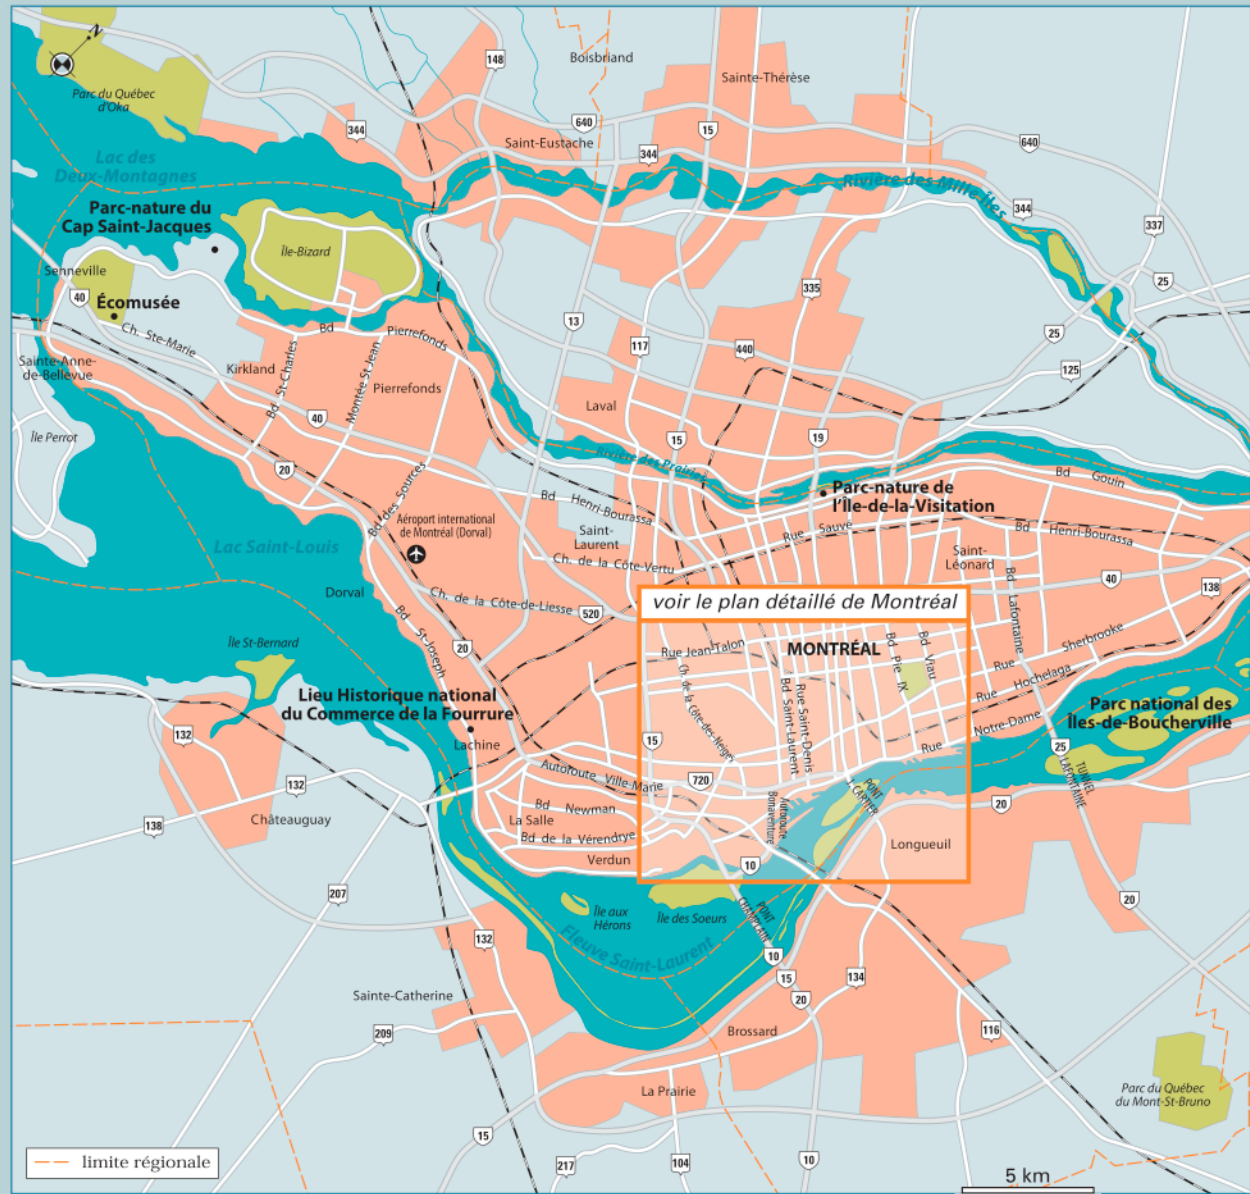 N
Parc du Québec
d'Oka
148
Boisbriand
Sainte-Thérèse
344
640
15
Saint-Eustache
344
640
Lac des
Deux-Montagnes
Rivière des Mille Îles
344
337
Parc-nature du
Cap Saint-Jacques
Île-Bizard
Senneville
40
Écomusée
25
335
13
117
440
25
125
Ch. Ste-Marie
Bd Pierrefonds
Sainte-Anne-
de-Bellevue
Kirkland
Bd St-Charles
Montée St Jean
Pierrefonds
40
Laval
15
19
Île Perrot
20
Rivière des Prairies
Bd Gouin
Parc-nature de
l'Île-de-la-Visitation
Bd des Sources
Bd Henri-Bourassa
Aéroport international
de Montréal (Dorval)
Saint-
Laurent
Rue Sauvé
Bd Henri-Bourassa
Saint-
Léonard
Lac Saint-Louis
Ch. de la Côte-Vertu
Bd Lafontaine
40
138
Dorval
Ch. de la Côte-de-Liesse
520
voir le plan détaillé de Montréal
Bd St-Joseph
20
Île St-Bernard
Rue Jean-Talon
MONTRÉAL
Bd Pie IX
Bd Viau
Rue Sherbrooke
Rue Hochelaga
Ch. de la Côte-des-Neiges
Bd Saint-Laurent
Rue Saint-Denis
Lieu Historique national
du Commerce de la Fourrure
Lachine
Parc national des
Îles-de-Boucherville
Rue Notre-Dame
132
15
25
TUNNEL
LAFONTAINE
Autoroute Ville-Marie
720
132
PONT
J. CARTIER
Autoroute
Bonaventure
20
Bd Newman
La Salle
138
Châteauguay
Bd de la Vérendrye
Longueuil
Verdun
10
207
20
Île aux
Hérons
Île des Soeurs
PONT
CHAMPLAIN
Fleuve Saint-Laurent
132
10
15
134
20
Sainte-Catherine
209
Brossard
116
La Prairie
Parc du Québec
du Mont-St-Bruno
15
limite régionale
217
104
10
5 km